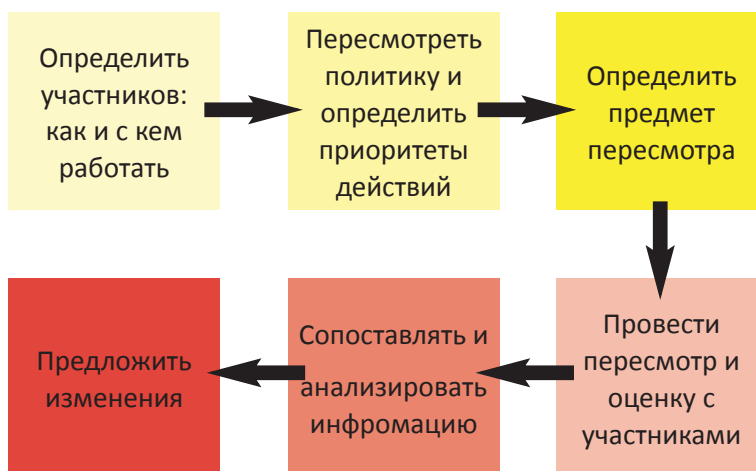 Определить
участников:
как и с кем
работать
Пересмотреть
политику и
определить
приоритеты
действий
Определить
предмет
пересмотра
Провести
пересмотр и
оценку с
участниками
Сопоставлять и
анализировать
инфромацию
Предложить
изменения